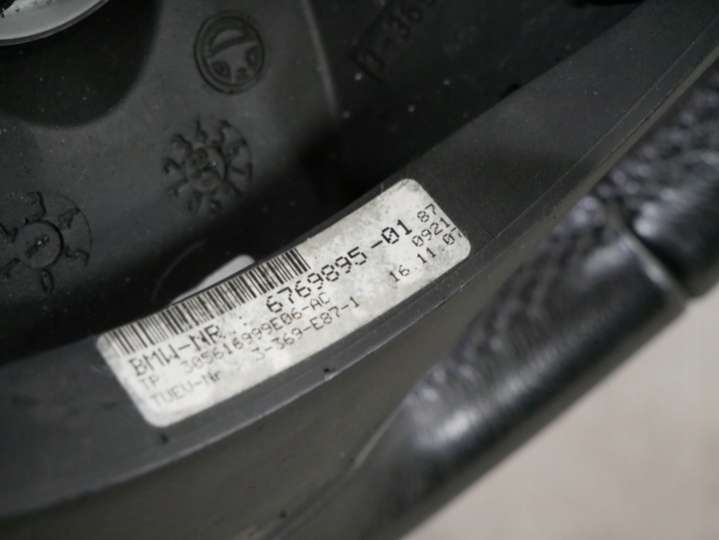 BMW-NR. 6769895-01 87
TP 305616999E06-AC 0921
TUEV-Nr 3-369-E87-1 16.11.07